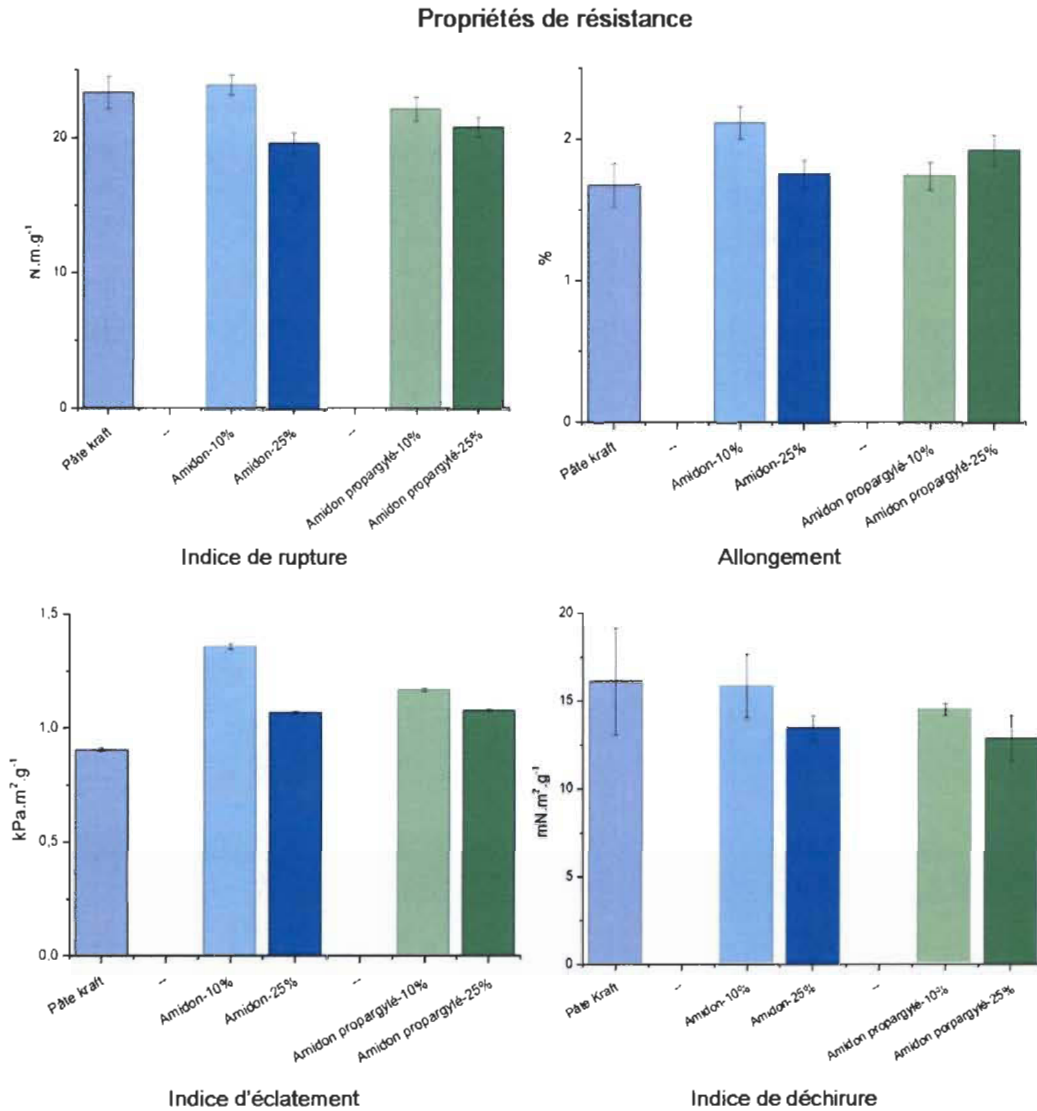 Propriétés de résistance
20
10
0
N.m.g⁻¹
Pâte kraft
--
Amidon-10%
Amidon-25%
--
Amidon propargylé-10%
Amidon propargylé-25%
Indice de rupture
2
1
0
%
Pâte kraft
--
Amidon-10%
Amidon-25%
--
Amidon propargylé-10%
Amidon propargylé-25%
Allongement
1,5
1.0
0,5
0.0
kPa.m².g⁻¹
Pâte kraft
--
Amidon-10%
Amidon-25%
--
Amidon propargylé-10%
Amidon propargylé-25%
Indice d'éclatement
20
15
10
5
0
mN.m².g⁻¹
Pâte Kraft
--
Amidon-10%
Amidon-25%
--
Amidon propargylé-10%
Amidon porpargylé-25%
Indice de déchirure